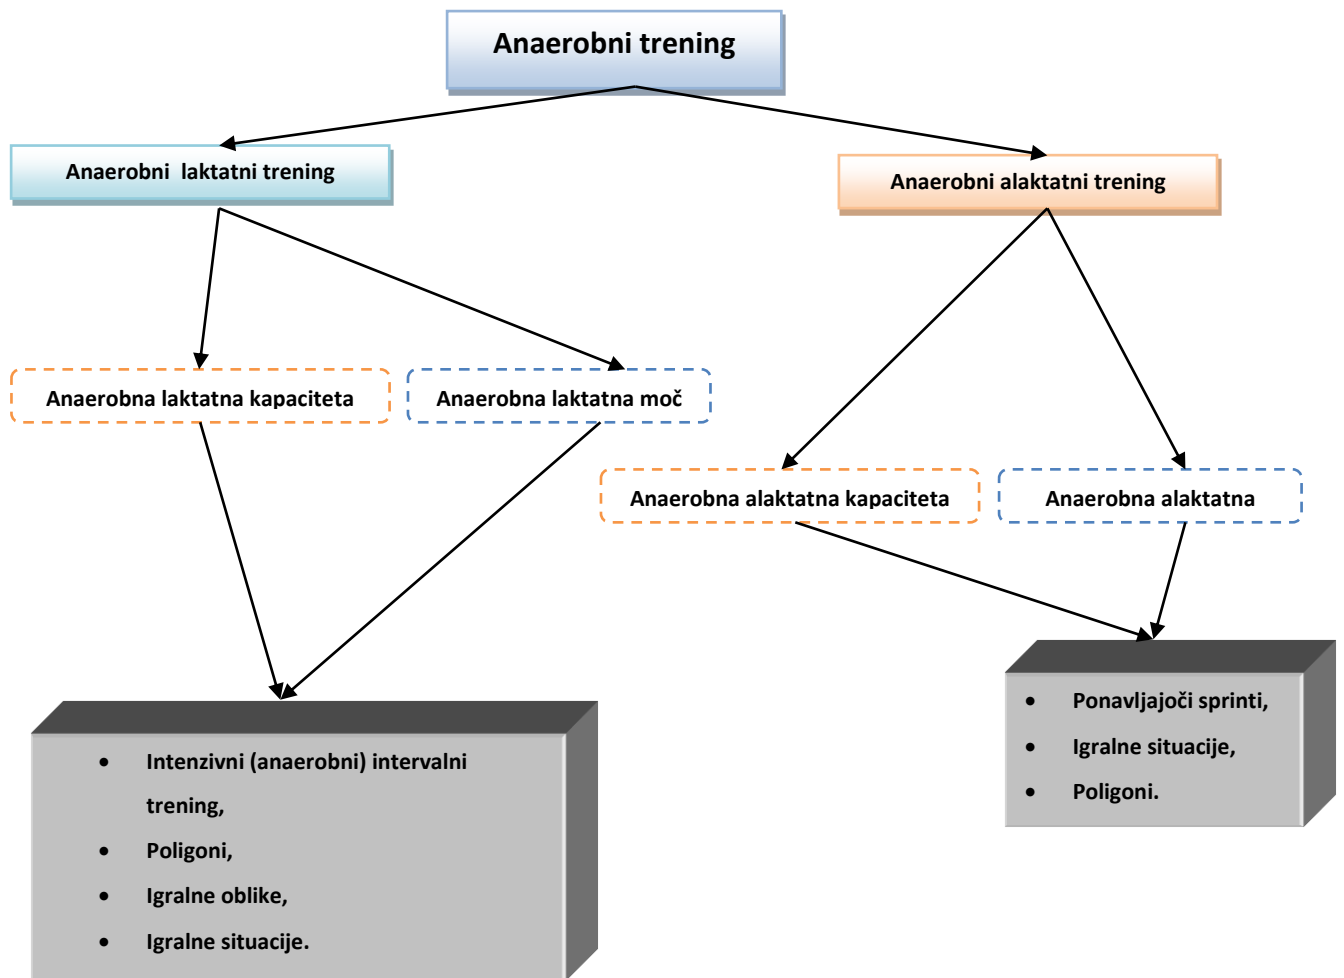 Anaerobni trening
Anaerobni laktatni trening
Anaerobni alaktatni trening
Anaerobna laktatna kapaciteta
Anaerobna laktatna moč
Anaerobna alaktatna kapaciteta
Anaerobna alaktatna
• Ponavljajoči sprinti,
• Igralne situacije,
• Poligoni.
• Intenzivni (anaerobni) intervalni
trening,
• Poligoni,
• Igralne oblike,
• Igralne situacije.